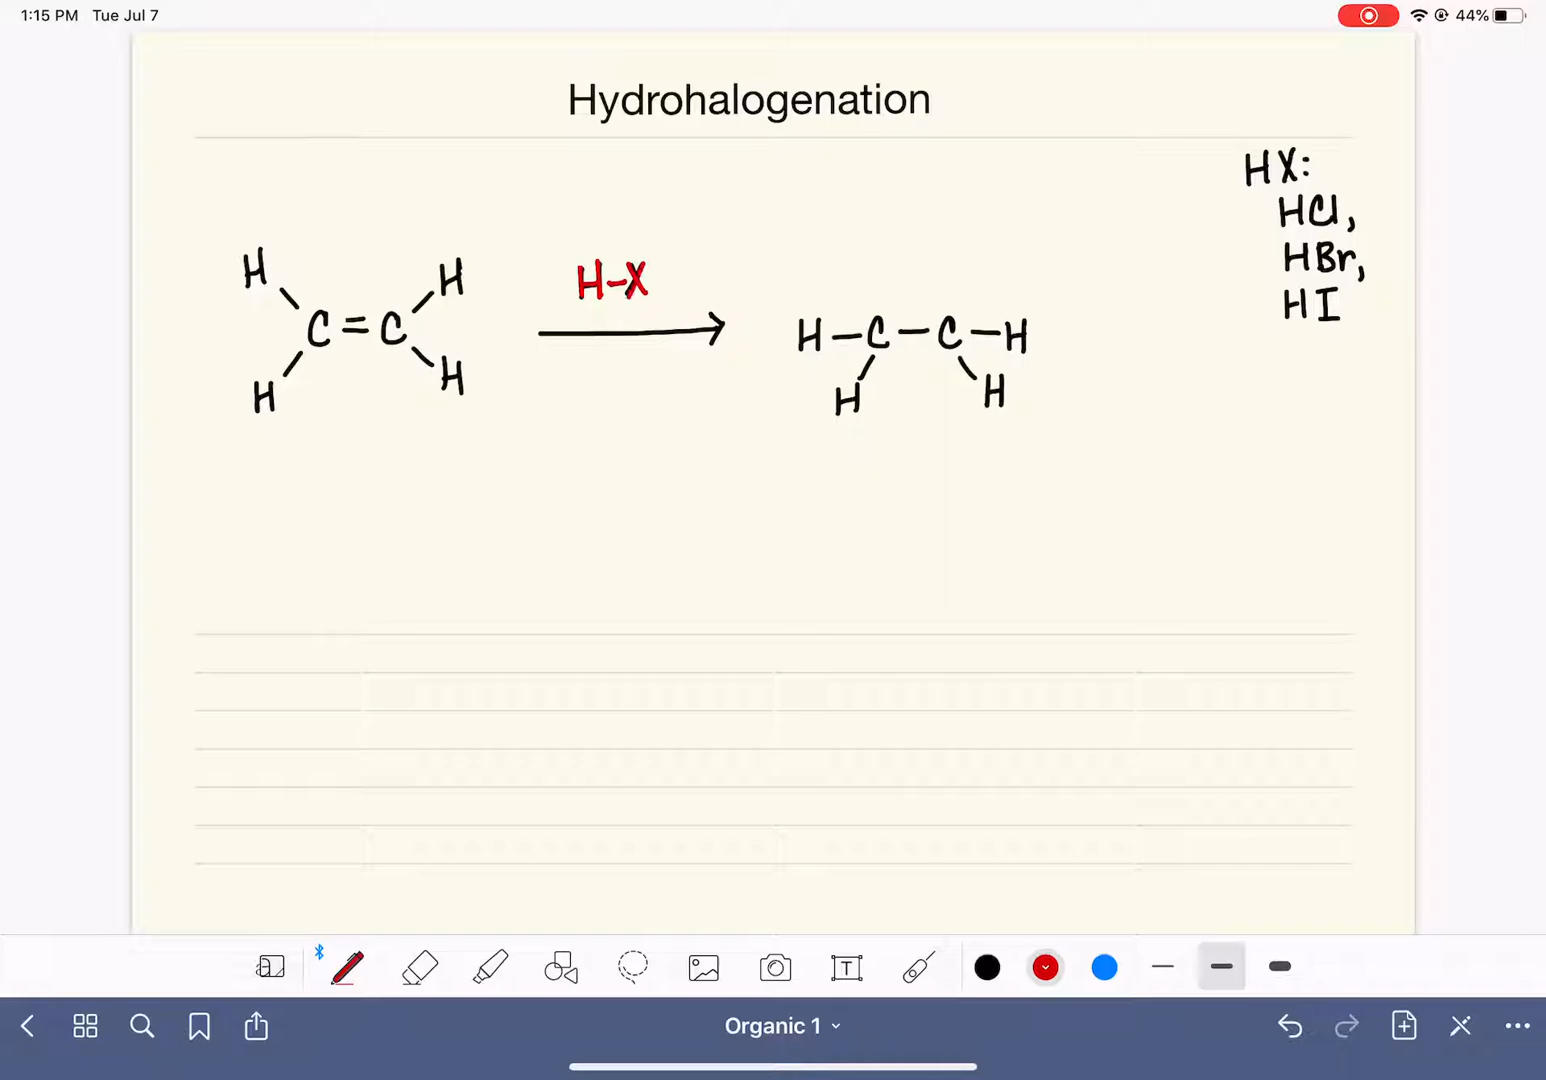 1:15 PM Tue Jul 7
44%
Hydrohalogenation
HX:
HCl,
HBr,
HI
H H
H-X
C=C
H-C-C-H
H H
H H
T
Organic 1